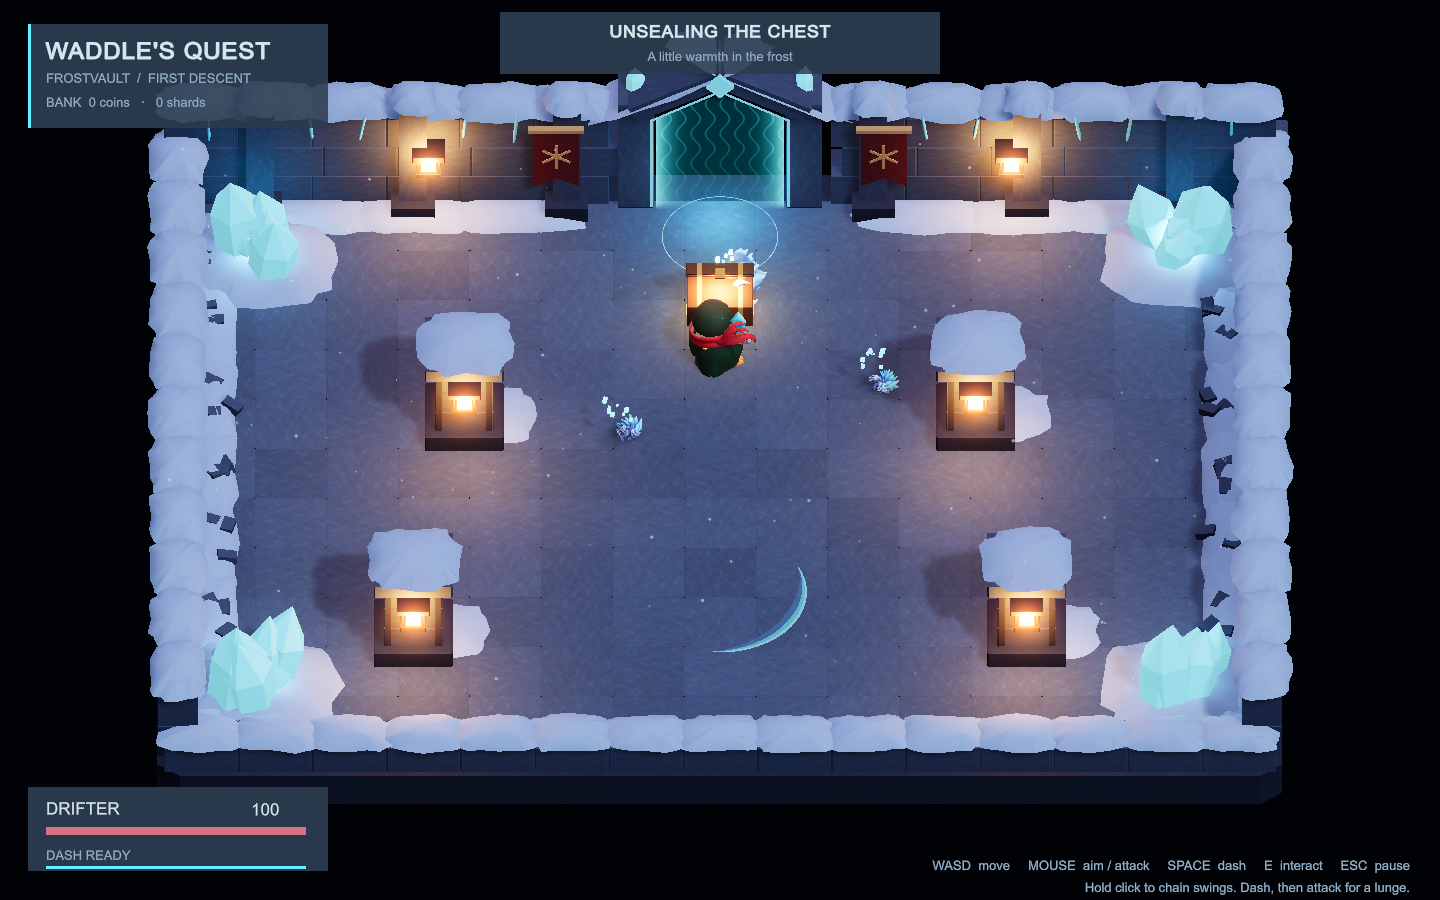 WADDLE'S QUEST
FROSTVAULT / FIRST DESCENT
BANK 0 coins · 0 shards
UNSEALING THE CHEST
A little warmth in the frost
DRIFTER 100
DASH READY
WASD move MOUSE aim / attack SPACE dash E interact ESC pause
Hold click to chain swings. Dash, then attack for a lunge.